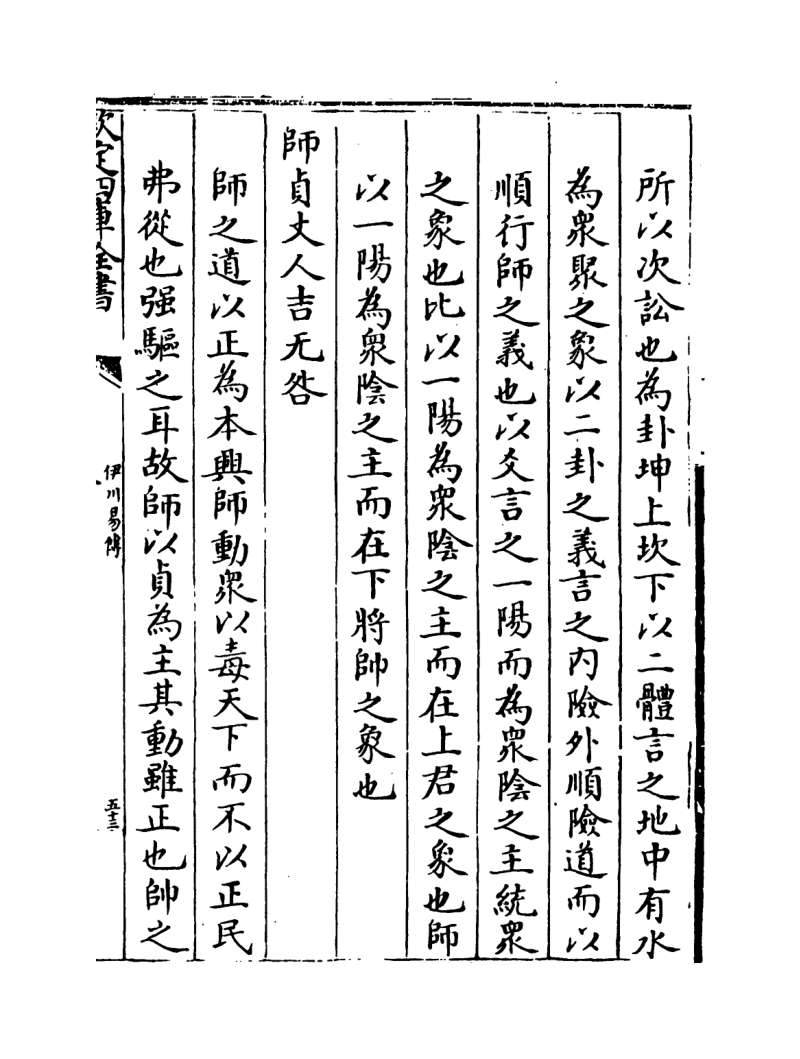 所以次訟也為卦坤上坎下以二體言之地中有水
為衆聚之象以二卦之義言之内險外順險道而以
順行師之義也以爻言之一陽而為衆陰之主統衆
之象也比以一陽為衆陰之主而在上君之象也師
以一陽為衆陰之主而在下將帥之象也
師貞丈人吉无咎
師之道以正為本興師動衆以毒天下而不以正民
弗從也强驅之耳故師以貞為主其動雖正也帥之
欽定四庫全書
伊川易傳
五十三